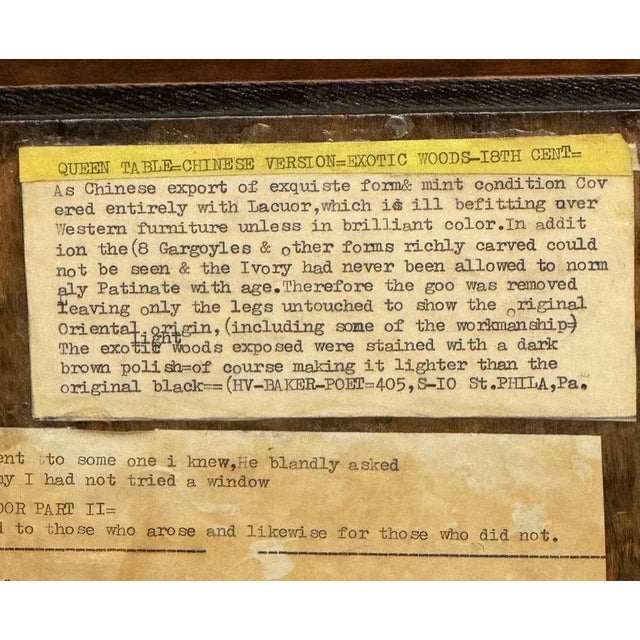 QUEEN TABLE=CHINESE VERSION=EXOTIC WOODS-18TH CENT=
As Chinese export of exquiste form& mint condition Cov
ered entirely with Lacuor,which is ill befitting over
Western furniture unless in brilliant color.In addit
ion the(8 Gargoyles & other forms richly carved could
not be seen & the Ivory had never been allowed to norm
aly Patinate with age.Therefore the goo was removed
leaving only the legs untouched to show the original
Oriental origin,(including some of the workmanship)
light
The exotic woods exposed were stained with a dark
brown polish=of course making it lighter than the
original black==(HV-BAKER-POET=405,S-10 St.PHILA,Pa.
ent to some one i knew,He blandly asked
y I had not tried a window
OOR PART II=
d to those who arose and likewise for those who did not.